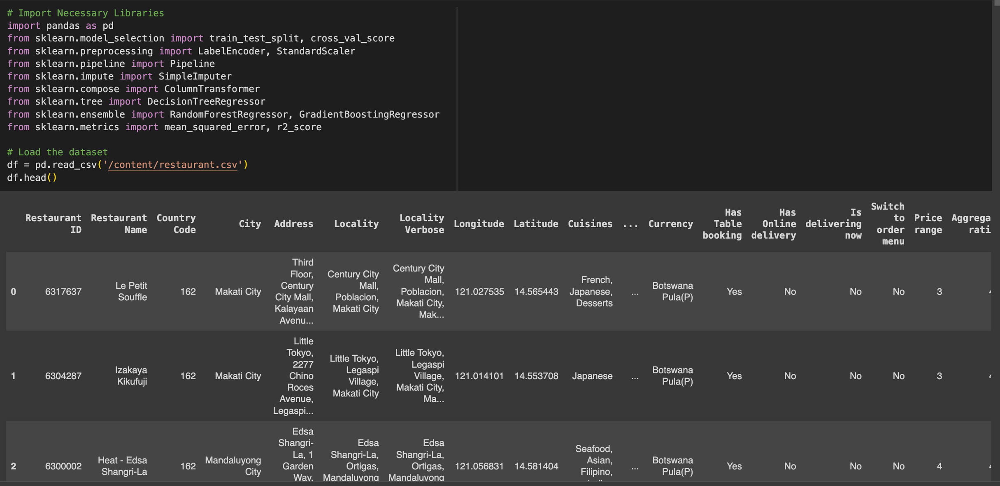 # Import Necessary Libraries
import pandas as pd
from sklearn.model_selection import train_test_split, cross_val_score
from sklearn.preprocessing import LabelEncoder, StandardScaler
from sklearn.pipeline import Pipeline
from sklearn.impute import SimpleImputer
from sklearn.compose import ColumnTransformer
from sklearn.tree import DecisionTreeRegressor
from sklearn.ensemble import RandomForestRegressor, GradientBoostingRegressor
from sklearn.metrics import mean_squared_error, r2_score
# Load the dataset
df = pd.read_csv('/content/restaurant.csv')
df.head()
Restaurant ID
Restaurant Name
Country Code
City
Address
Locality
Locality Verbose
Longitude
Latitude
Cuisines
...
Currency
Has Table booking
Has Online delivery
Is delivering now
Switch to order menu
Price range
Aggrega rati
0
6317637
Le Petit
Souffle
162
Makati City
Third
Floor,
Century
City Mall,
Kalayaan
Avenu...
Century City
Mall,
Poblacion,
Makati City
Century City
Mall,
Poblacion,
Makati City,
Mak...
121.027535
14.565443
French,
Japanese,
Desserts
...
Botswana
Pula(P)
Yes
No
No
No
3
1
6304287
Izakaya
Kikufuji
162
Makati City
Little
Tokyo,
2277
Chino
Roces
Avenue,
Legaspi...
Little Tokyo,
Legaspi
Village,
Makati City
Little Tokyo,
Legaspi
Village,
Makati City,
Ma...
121.014101
14.553708
Japanese
...
Botswana
Pula(P)
Yes
No
No
No
3
2
6300002
Heat - Edsa
Shangri-La
162
Mandaluyong
City
Edsa
Shangri-
La, 1
Garden
Way,
Edsa
Shangri-La,
Ortigas,
Mandaluyong
Edsa
Shangri-La,
Ortigas,
Mandaluyong
121.056831
14.581404
Seafood,
Asian,
Filipino,
...
Botswana
Pula(P)
Yes
No
No
No
4